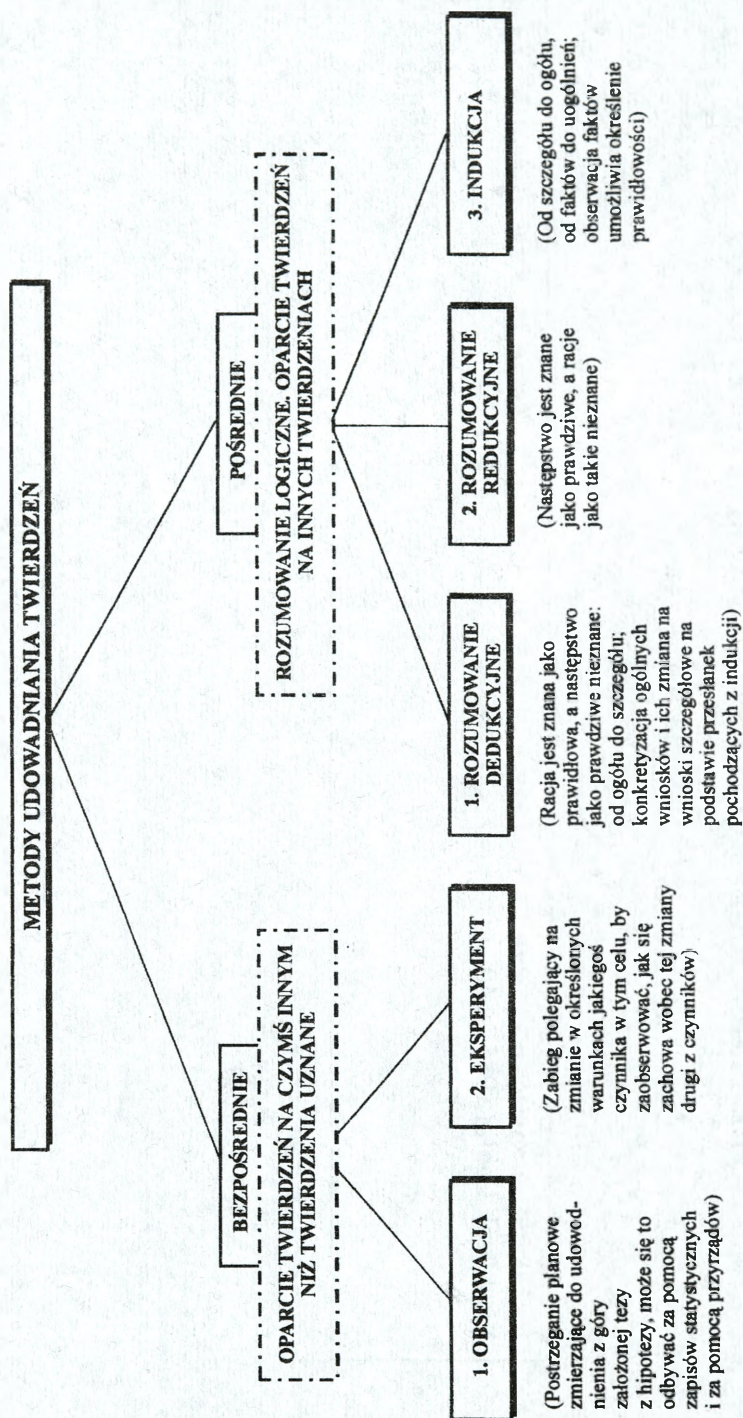 METODY UDOWADNIANIA TWIERDZEŃ
BEZPOŚREDNIE
OPARCIE TWIERDZEŃ NA CZYMŚ INNYM
NIŻ TWIERDZENIA UZNANE
POŚREDNIE
ROZUMOWANIE LOGICZNE. OPARCIE TWIERDZEŃ
NA INNYCH TWIERDZENIACH
1. OBSERWACJA
(Postrzeganie planowe
zmierzające do udowod-
nienia z góry
założonej tezy
z hipotezy, może się to
odbywać za pomocą
zapisów statystycznych
i za pomocą przyrządów)
2. EKSPERYMENT
(Zabieg polegający na
zmianie w określonych
warunkach jakiegoś
czynnika w tym celu, by
zaobserwować, jak się
zachowa wobec tej zmiany
drugi z czynników)
1. ROZUMOWANIE
DEDUKCYJNE
(Racja jest znana jako
prawidłowa, a następstwo
jako prawdziwe nieznane:
od ogółu do szczegółu;
konkretyzacja ogólnych
wniosków i ich zmiana na
wnioski szczegółowe na
podstawie przesłanek
pochodzących z indukcji)
2. ROZUMOWANIE
REDUKCYJNE
(Następstwo jest znane
jako prawdziwe, a racje
jako takie nieznane)
3. INDUKCJA
(Od szczegółu do ogółu,
od faktów do uogólnień;
obserwacja faktów
umożliwia określenie
prawidłowości)